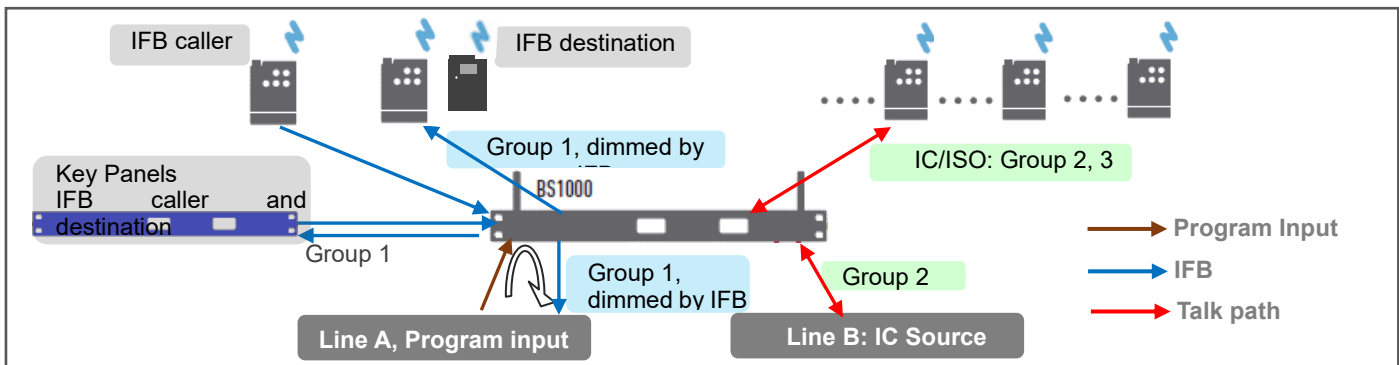 IFB caller
IFB destination
Group 1, dimmed by
IC/ISO: Group 2, 3
Key Panels
IFB caller and
destination
BS1000
Group 1
Group 1,
dimmed by IFB
Group 2
Line A, Program input
Line B: IC Source
Program Input
IFB
Talk path